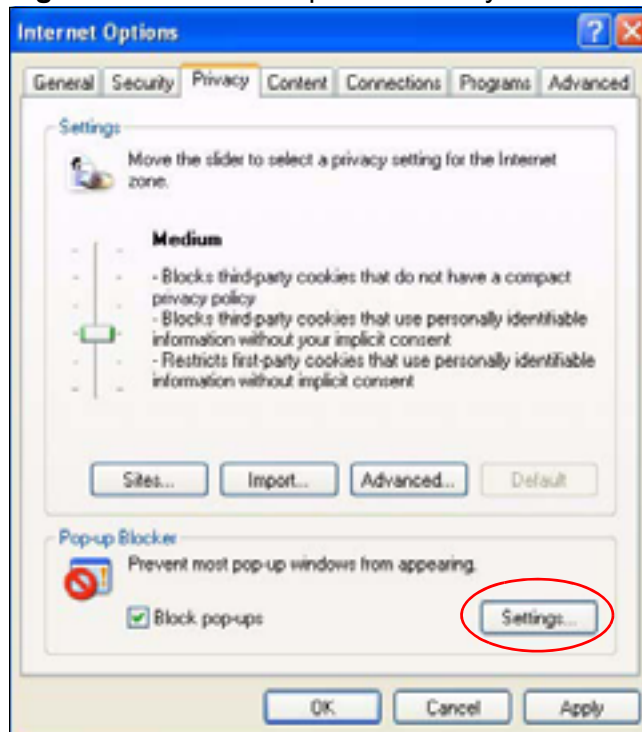 Internet Options
General Security Privacy Content Connections Programs Advanced
Settings
Move the slider to select a privacy setting for the Internet
zone.
Medium
- Blocks third-party cookies that do not have a compact
privacy policy
- Blocks third-party cookies that use personally identifiable
information without your implicit consent
- Restricts first-party cookies that use personally identifiable
information without implicit consent
Sites... Import... Advanced... Default
Pop-up Blocker
Prevent most pop-up windows from appearing.
Block pop-ups Settings...
OK Cancel Apply